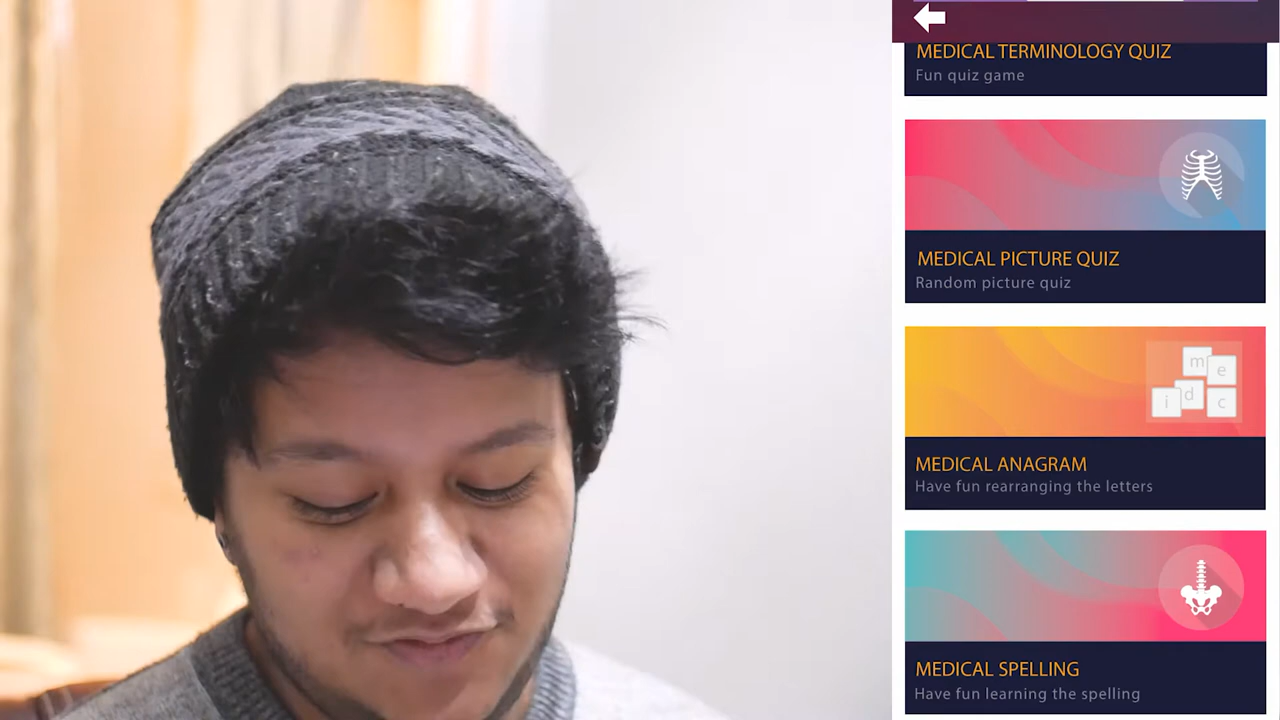 MEDICAL TERMINOLOGY QUIZ
Fun quiz game
MEDICAL PICTURE QUIZ
Random picture quiz
m
e
d
i
c
MEDICAL ANAGRAM
Have fun rearranging the letters
MEDICAL SPELLING
Have fun learning the spelling